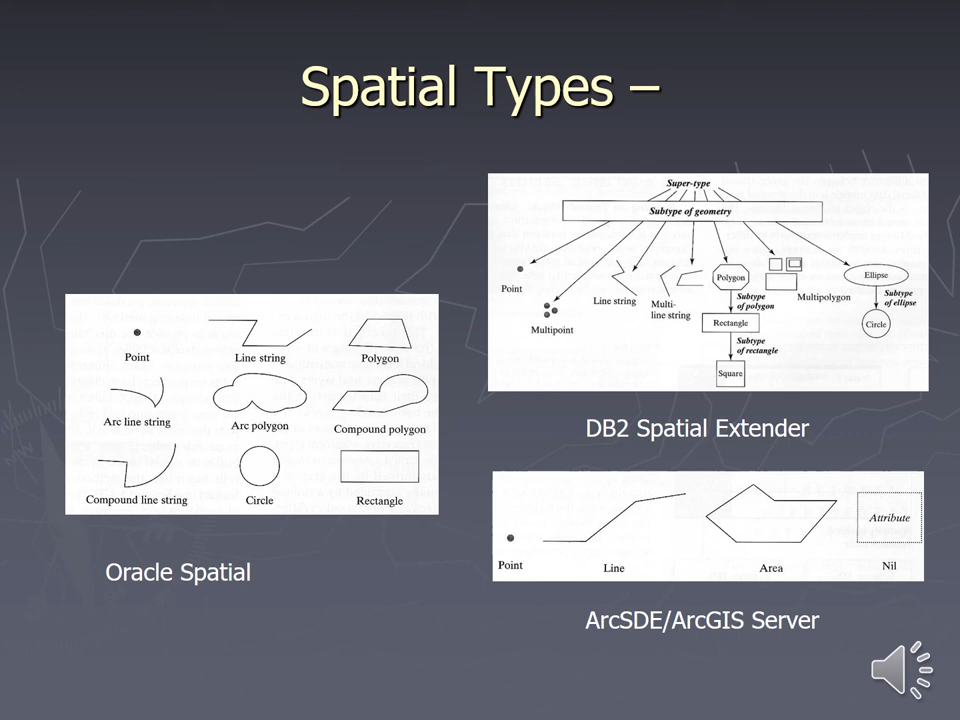 Spatial Types –
Point
Line string
Polygon
Arc line string
Arc polygon
Compound polygon
Compound line string
Circle
Rectangle
Oracle Spatial
Super-type
Subtype of geometry
Point
Multipoint
Line string
Multi-
line string
Polygon
Subtype
of polygon
Rectangle
Subtype
of rectangle
Square
Multipolygon
Ellipse
Subtype
of ellipse
Circle
DB2 Spatial Extender
Point
Line
Area
Attribute
Nil
ArcSDE/ArcGIS Server